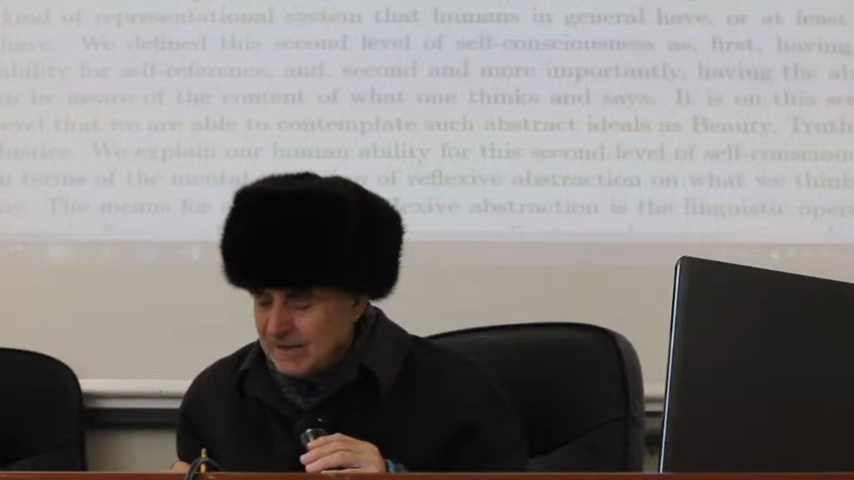 kind of representational system that humans in general have, or at least
have. We defined this second level of self-consciousness as, first, having
ability for self-reference, and, second and more importantly, having the
to be aware of the content of what one thinks and says. It is on this
level that we are able to contemplate such abstract ideals as Beauty, Truth
Justice. We explain our human ability for this second level of
in terms of the mental of reflexive abstraction on what we think
The means for abstraction is the linguistic